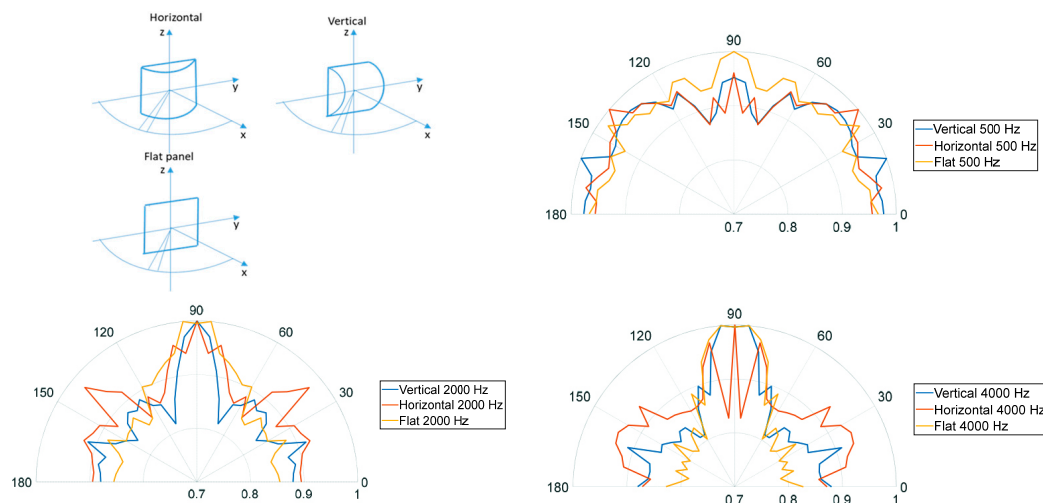 Horizontal
z
y
x
Vertical
z
y
x
Flat panel
z
y
x
90
120
60
150
30
180
0
0.7
0.8
0.9
1
Vertical 500 Hz
Horizontal 500 Hz
Flat 500 Hz
90
120
60
150
30
180
0
0.7
0.8
0.9
1
Vertical 2000 Hz
Horizontal 2000 Hz
Flat 2000 Hz
90
120
60
150
30
180
0
0.7
0.8
0.9
1
Vertical 4000 Hz
Horizontal 4000 Hz
Flat 4000 Hz